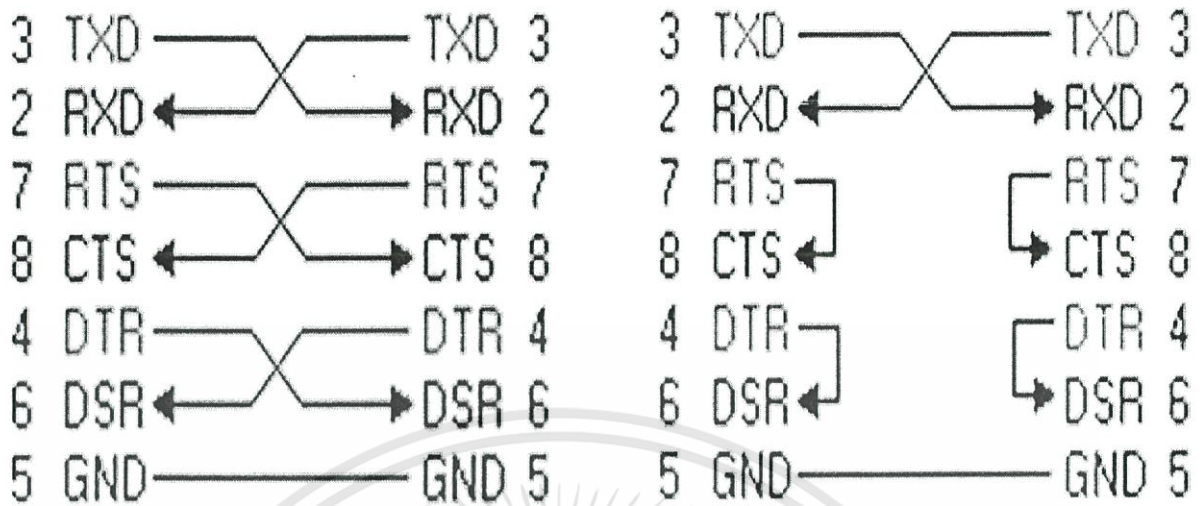 3 TXD TXD 3 3 TXD TXD 3
2 RXD RXD 2 2 RXD RXD 2
7 RTS RTS 7 7 RTS RTS 7
8 CTS CTS 8 8 CTS CTS 8
4 DTR DTR 4 4 DTR DTR 4
6 DSR DSR 6 6 DSR DSR 6
5 GND GND 5 5 GND GND 5